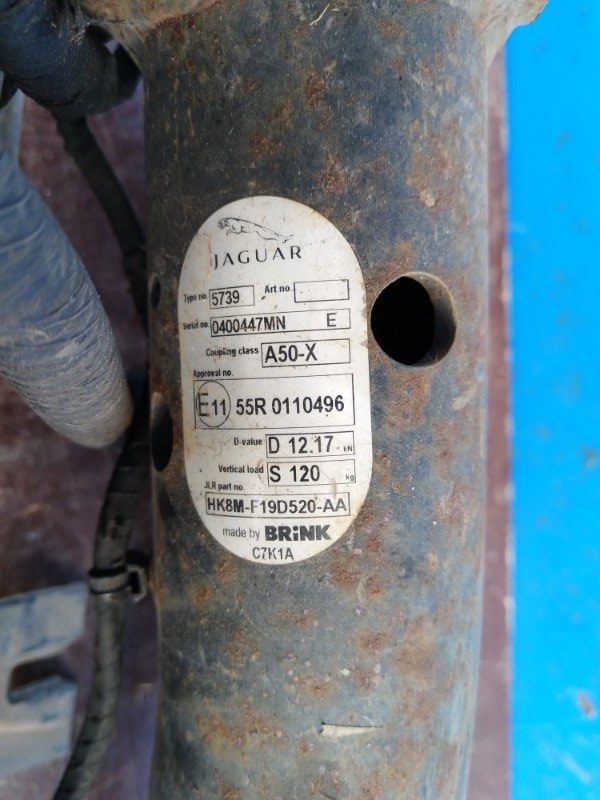 JAGUAR
Type no. 5739 Art no.
Serial no. 0400447MN E
Coupling class A50-X
Approval no.
E 11 55R 0110496
D-value D 12.17 kN
Vertical load S 120 kg
JLR part no.
HK8M-F19D520-AA
made by BRiNK
C7K1A